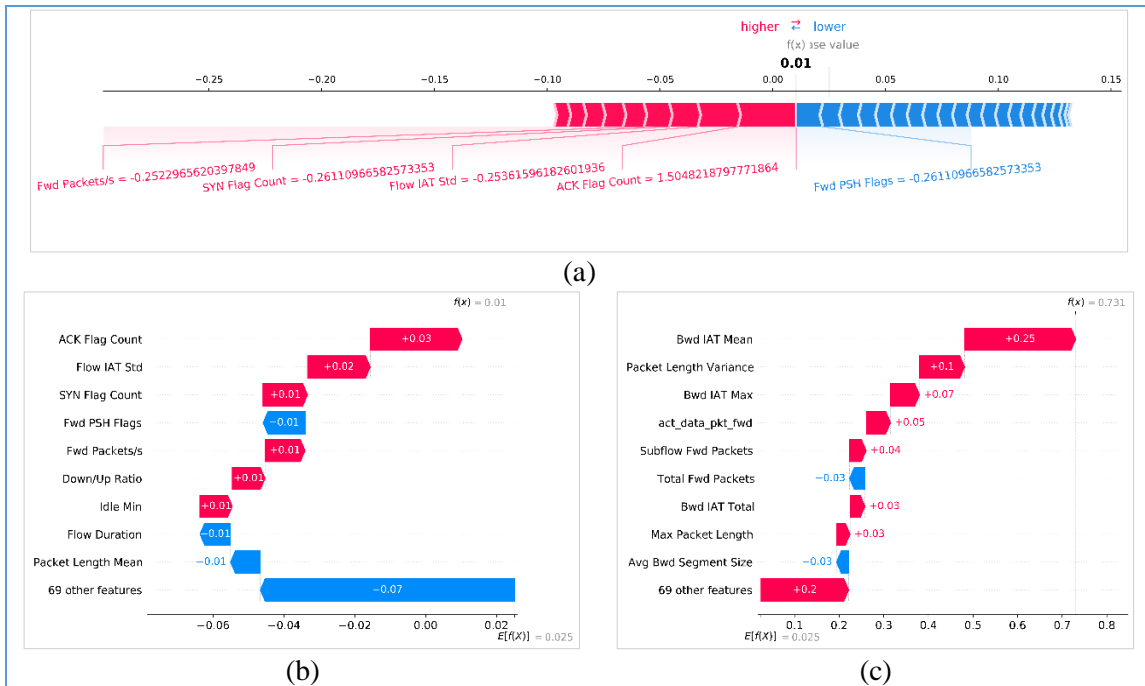 higher ⇄ lower
f(x) ase value
0.01
−0.25 −0.20 −0.15 −0.10 −0.05 0.00 0.05 0.10 0.15
Fwd Packets/s = -0.2522965620397849
SYN Flag Count = -0.26110966582573353
Flow IAT Std = -0.25361596182601936
ACK Flag Count = 1.5048218797771864
Fwd PSH Flags = -0.26110966582573353
(a)
f(x) = 0.01
ACK Flag Count +0.03
Flow IAT Std +0.02
SYN Flag Count +0.01
Fwd PSH Flags −0.01
Fwd Packets/s +0.01
Down/Up Ratio +0.01
Idle Min +0.01
Flow Duration −0.01
Packet Length Mean −0.01
69 other features −0.07
−0.06 −0.04 −0.02 0.00 0.02
E[f(X)] = 0.025
(b)
f(x) = 0.731
Bwd IAT Mean +0.25
Packet Length Variance +0.1
Bwd IAT Max +0.07
act_data_pkt_fwd +0.05
Subflow Fwd Packets +0.04
Total Fwd Packets −0.03
Bwd IAT Total +0.03
Max Packet Length +0.03
Avg Bwd Segment Size −0.03
69 other features +0.2
0.1 0.2 0.3 0.4 0.5 0.6 0.7 0.8
E[f(X)] = 0.025
(c)